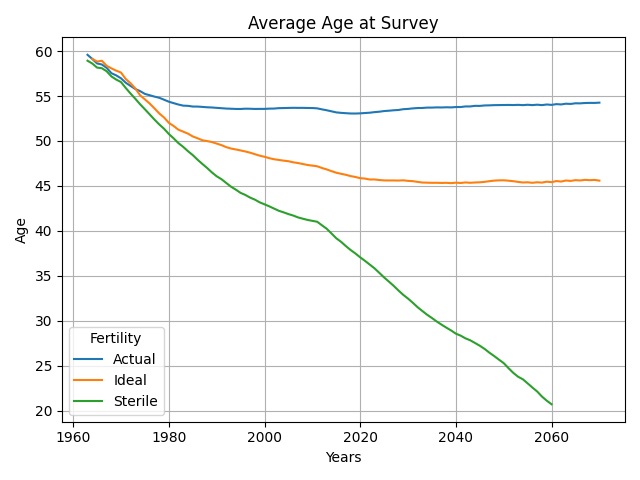 Average Age at Survey
60
55
50
45
40
35
30
25
20
Age
Fertility
Actual
Ideal
Sterile
1960 1980 2000 2020 2040 2060
Years